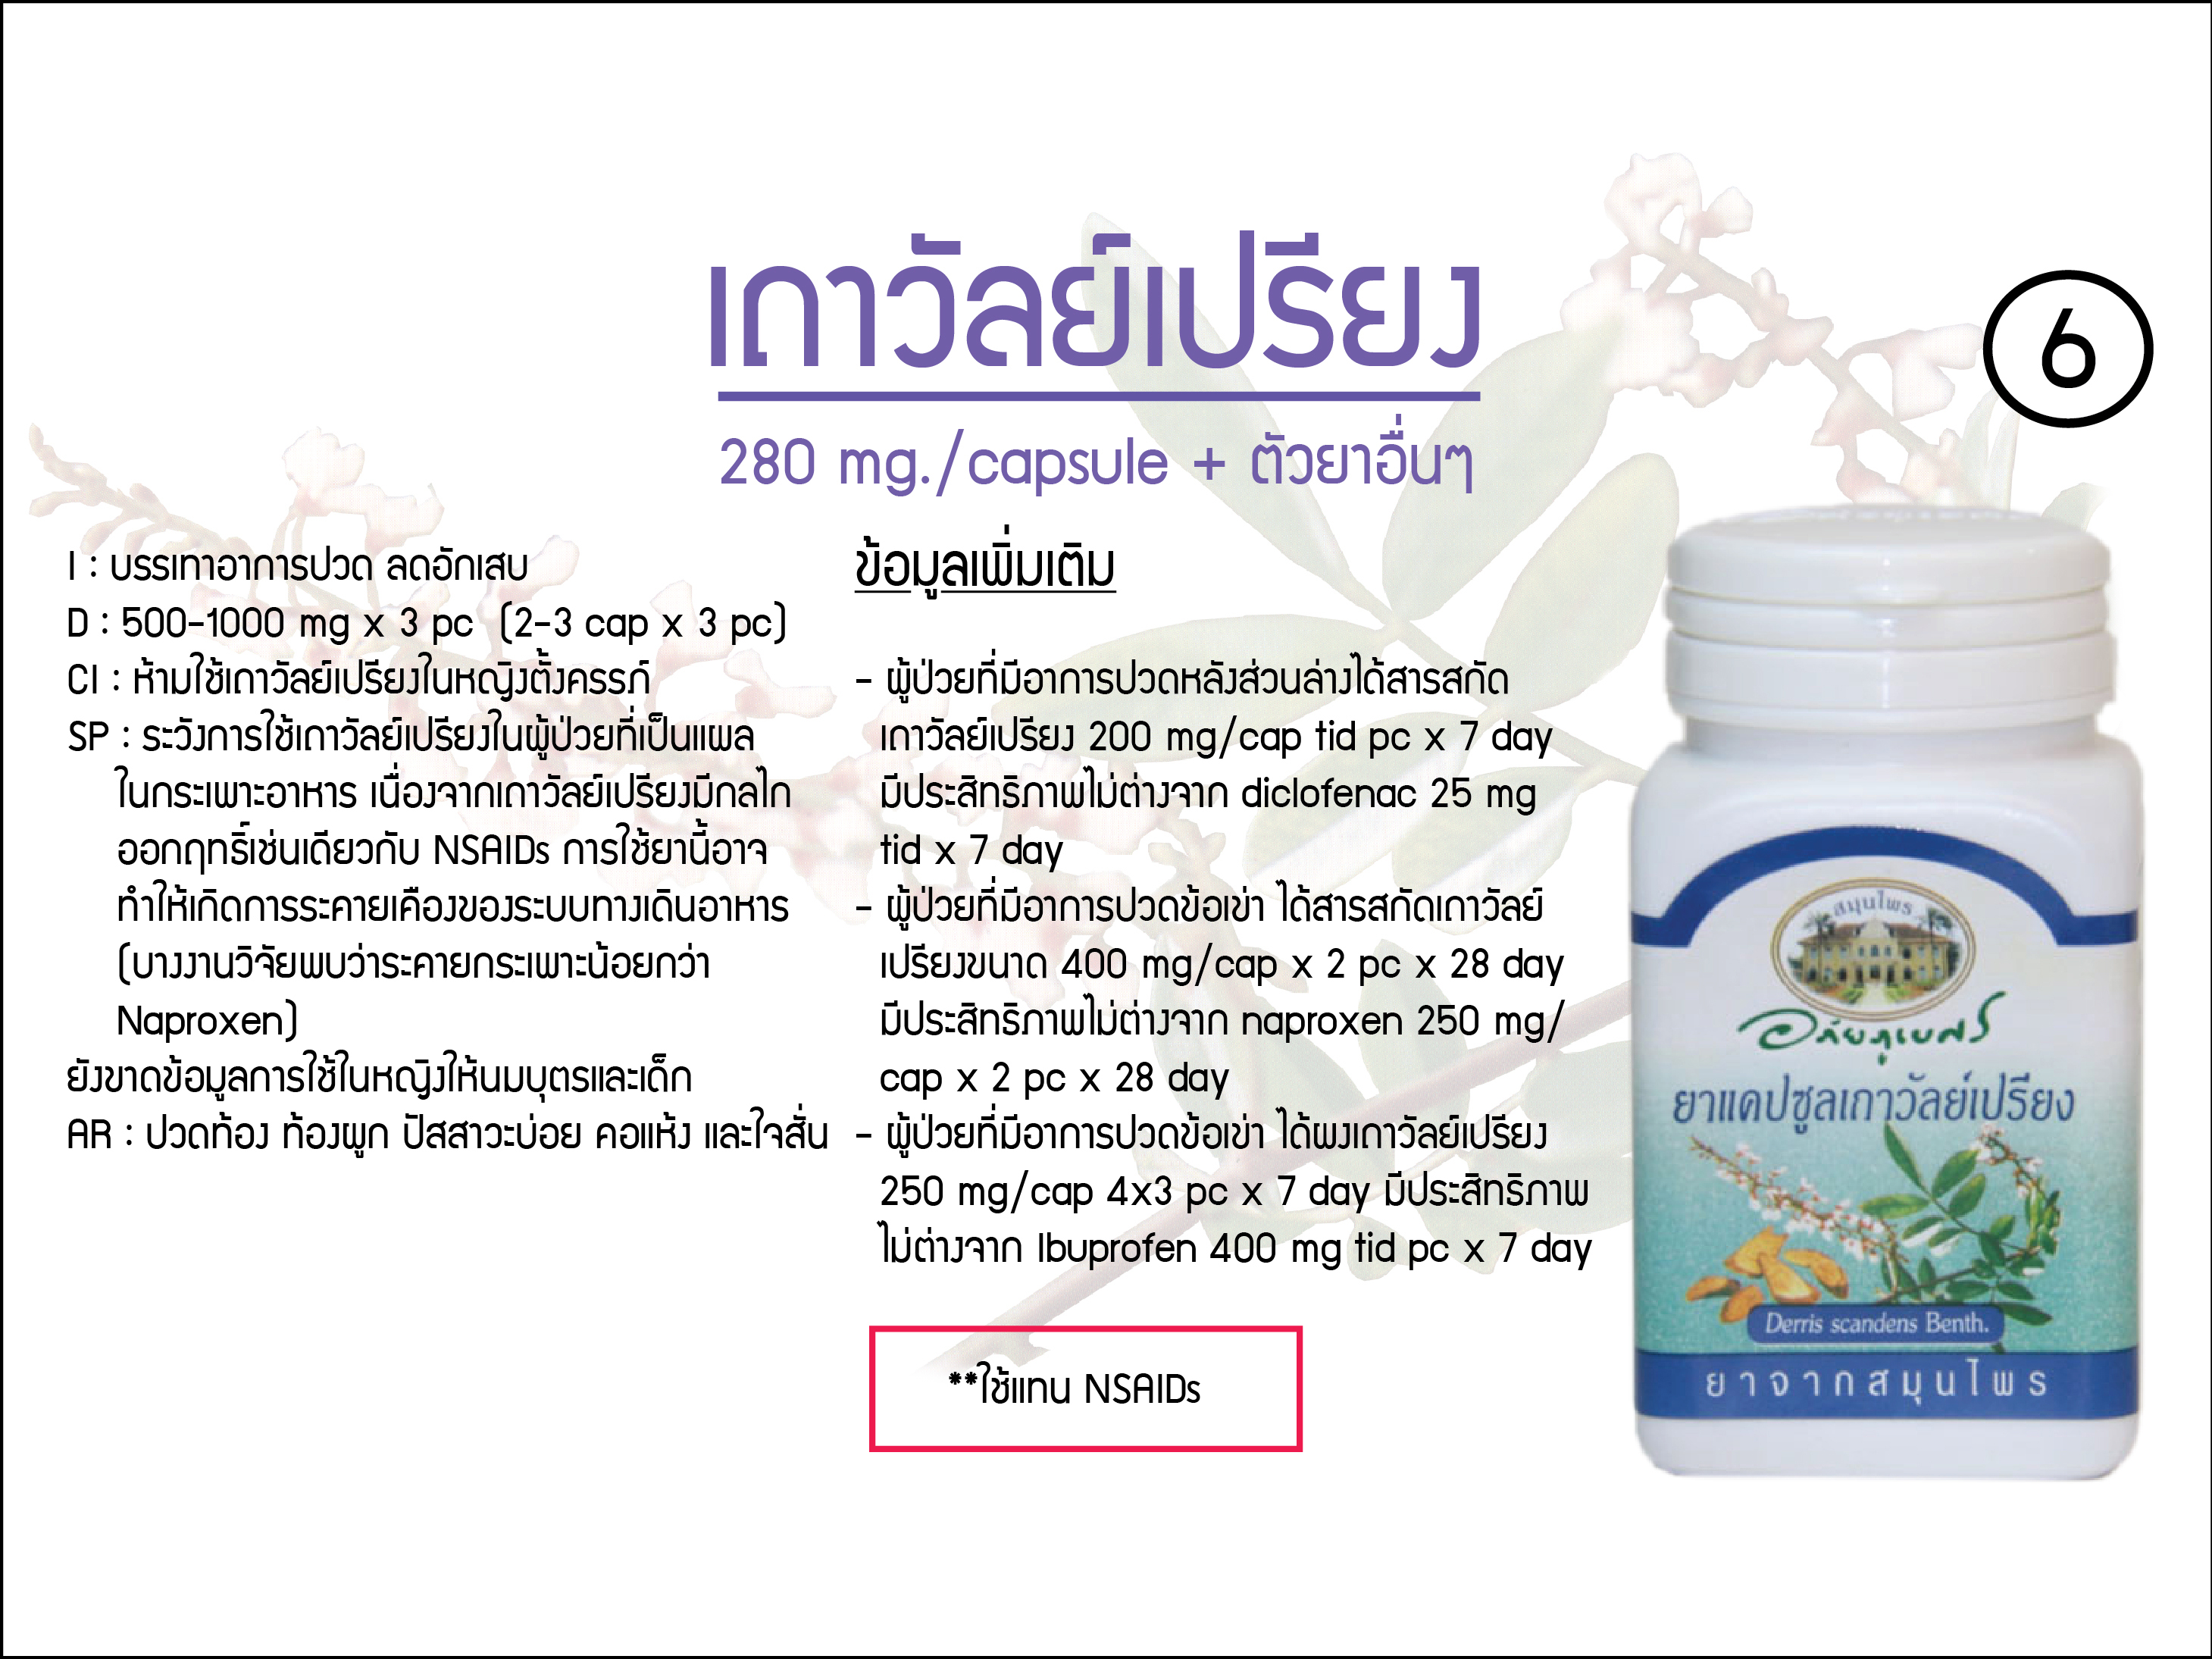 เถาวัลย์เปรียง
6
280 mg./capsule + ตัวยาอื่นๆ
I : บรรเทาอาการปวด ลดอักเสบ
D : 500-1000 mg x 3 pc (2-3 cap x 3 pc)
CI : ห้ามใช้เถาวัลย์เปรียงในหญิงตั้งครรภ์
SP : ระวังการใช้เถาวัลย์เปรียงในผู้ป่วยที่เป็นแผล
ในกระเพาะอาหาร เนื่องจากเถาวัลย์เปรียงมีกลไก
ออกฤทธิ์เช่นเดียวกับ NSAIDs การใช้ยานี้อาจ
ทำให้เกิดการระคายเคืองของระบบทางเดินอาหาร
(บางงานวิจัยพบว่าระคายกระเพาะน้อยกว่า
Naproxen)
ยังขาดข้อมูลการใช้ในหญิงให้นมบุตรและเด็ก
AR : ปวดท้อง ท้องผูก ปัสสาวะบ่อย คอแห้ง และใจสั่น
ข้อมูลเพิ่มเติม
- ผู้ป่วยที่มีอาการปวดหลังส่วนล่างได้สารสกัด
เถาวัลย์เปรียง 200 mg/cap tid pc x 7 day
มีประสิทธิภาพไม่ต่างจาก diclofenac 25 mg
tid x 7 day
- ผู้ป่วยที่มีอาการปวดข้อเข่า ได้สารสกัดเถาวัลย์
เปรียงขนาด 400 mg/cap x 2 pc x 28 day
มีประสิทธิภาพไม่ต่างจาก naproxen 250 mg/
cap x 2 pc x 28 day
- ผู้ป่วยที่มีอาการปวดข้อเข่า ได้ผงเถาวัลย์เปรียง
250 mg/cap 4x3 pc x 7 day มีประสิทธิภาพ
ไม่ต่างจาก Ibuprofen 400 mg tid pc x 7 day
**ใช้แทน NSAIDs
สมุนไพร
อภัยภูเบศร
ยาแคปซูลเถาวัลย์เปรียง
Derris scandens Benth.
ยาจากสมุนไพร